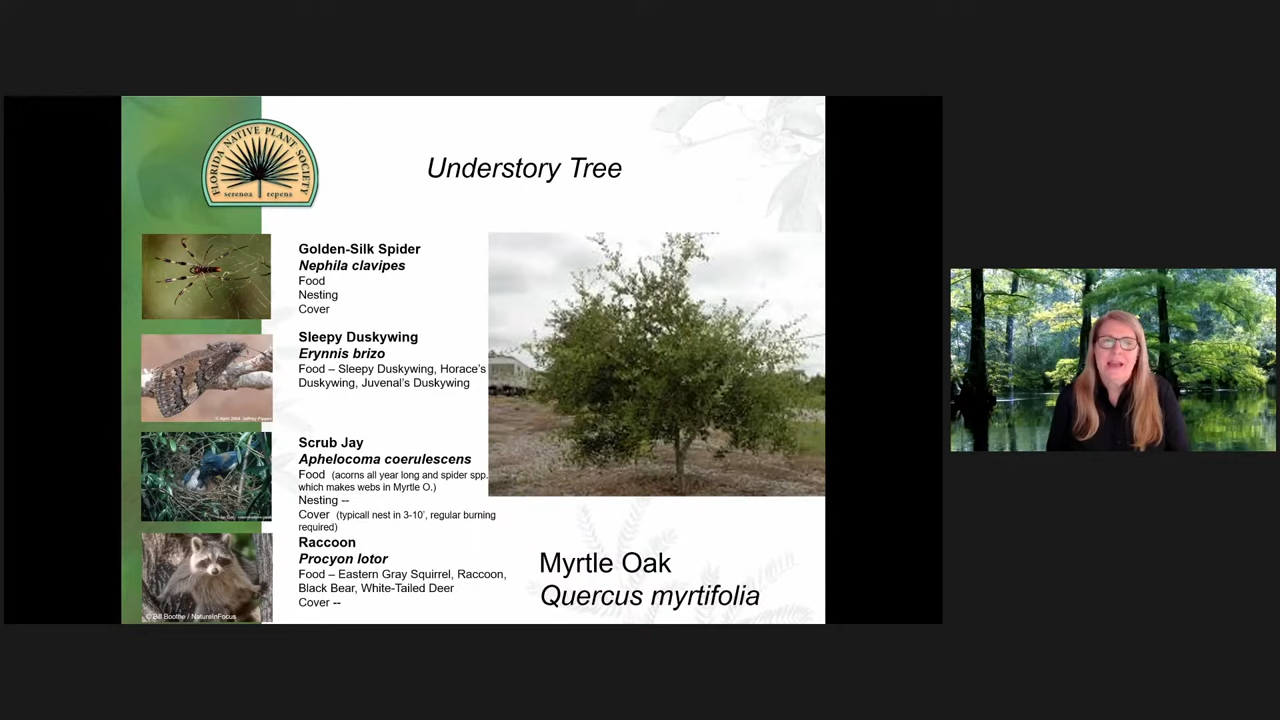 FLORIDA NATIVE PLANT SOCIETY
serenoa repens
Understory Tree
Golden-Silk Spider
Nephila clavipes
Food
Nesting
Cover
Sleepy Duskywing
Erynnis brizo
Food – Sleepy Duskywing, Horace's
Duskywing, Juvenal's Duskywing
Scrub Jay
Aphelocoma coerulescens
Food (acorns all year long and spider spp.
which makes webs in Myrtle O.)
Nesting --
Cover (typicall nest in 3-10', regular burning
required)
Raccoon
Procyon lotor
Food – Eastern Gray Squirrel, Raccoon,
Black Bear, White-Tailed Deer
Cover --
Myrtle Oak
Quercus myrtifolia
© Bill Boothe / NatureInFocus